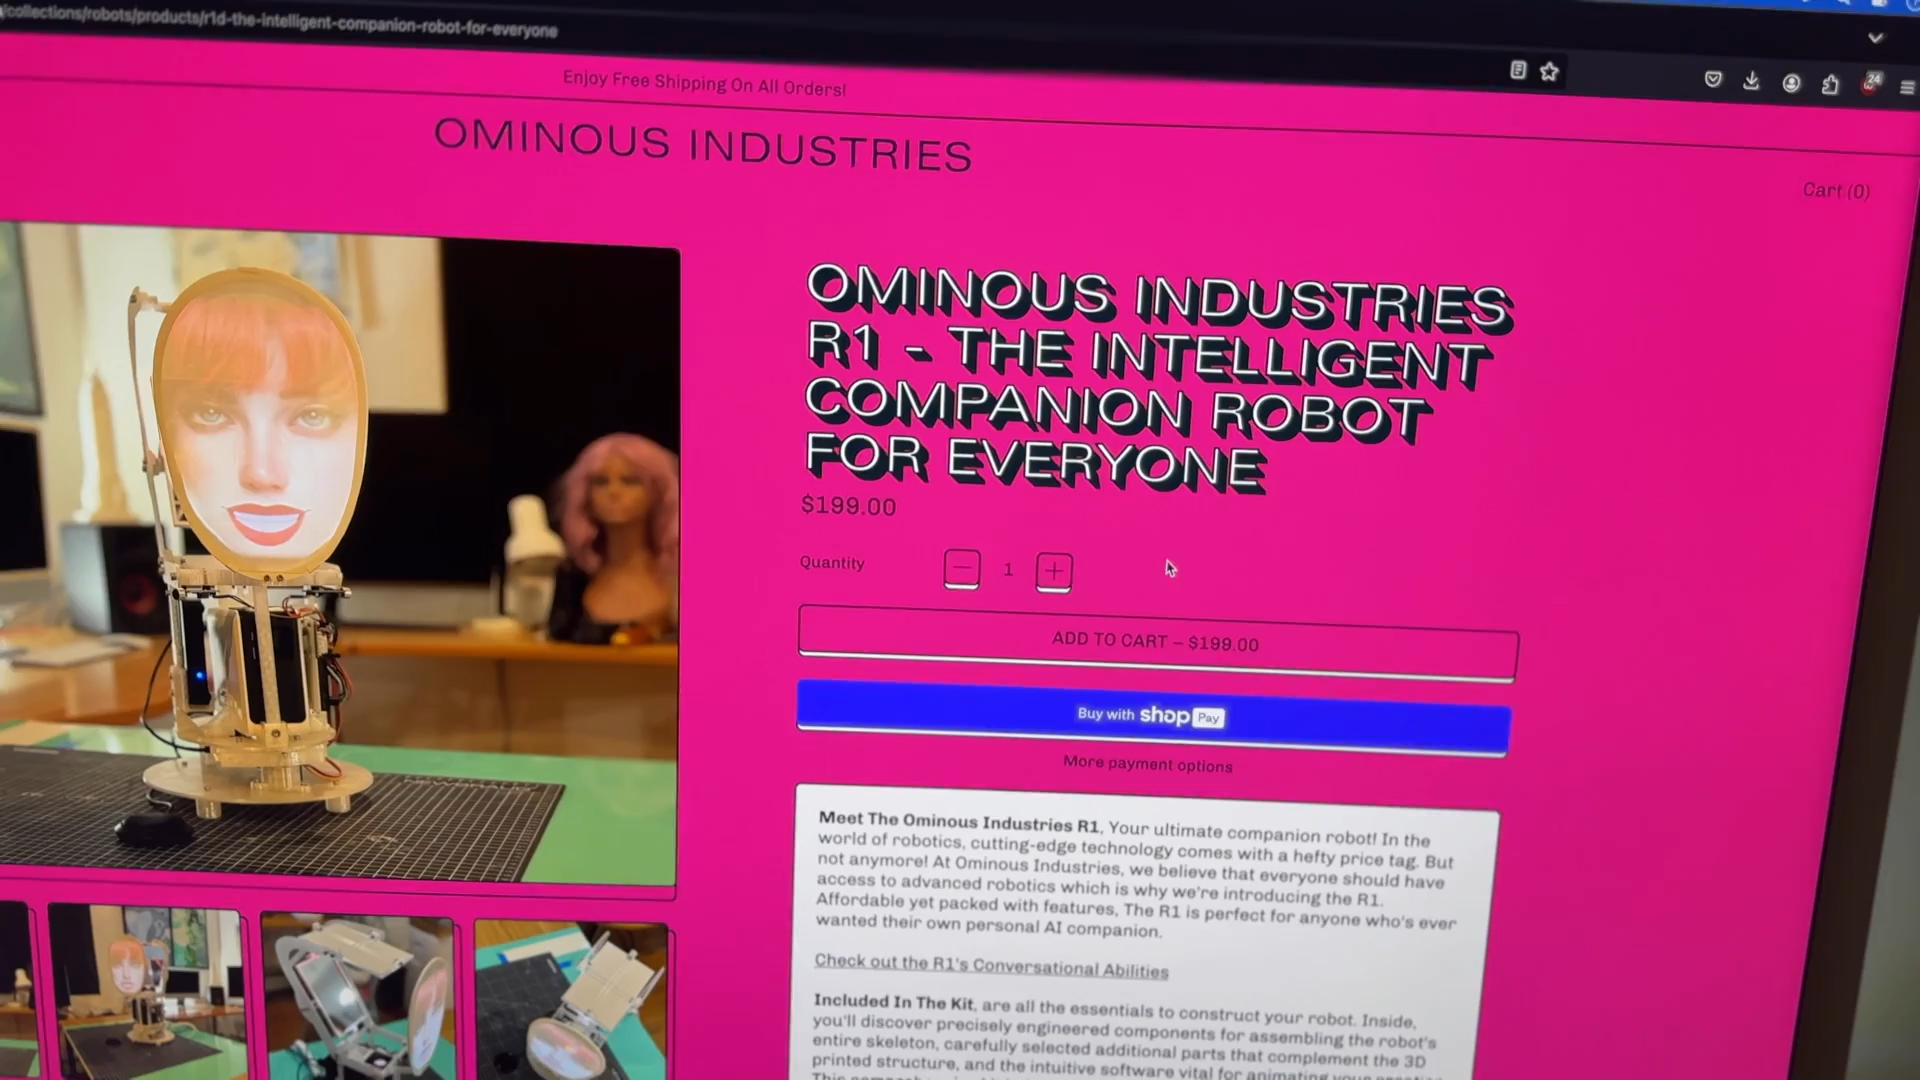 /collections/robots/products/r1d-the-intelligent-companion-robot-for-everyone
24
Enjoy Free Shipping On All Orders!
OMINOUS INDUSTRIES
Cart (0)
OMINOUS INDUSTRIES
R1 - THE INTELLIGENT
COMPANION ROBOT
FOR EVERYONE
$199.00
Quantity
1
ADD TO CART – $199.00
Buy with shop Pay
More payment options
Meet The Ominous Industries R1, Your ultimate companion robot! In the
world of robotics, cutting-edge technology comes with a hefty price tag. But
not anymore! At Ominous Industries, we believe that everyone should have
access to advanced robotics which is why we're introducing the R1.
Affordable yet packed with features, The R1 is perfect for anyone who's ever
wanted their own personal AI companion.
Check out the R1's Conversational Abilities
Included In The Kit, are all the essentials to construct your robot. Inside,
you'll discover precisely engineered components for assembling the robot's
entire skeleton, carefully selected additional parts that complement the 3D
printed structure, and the intuitive software vital for animating your